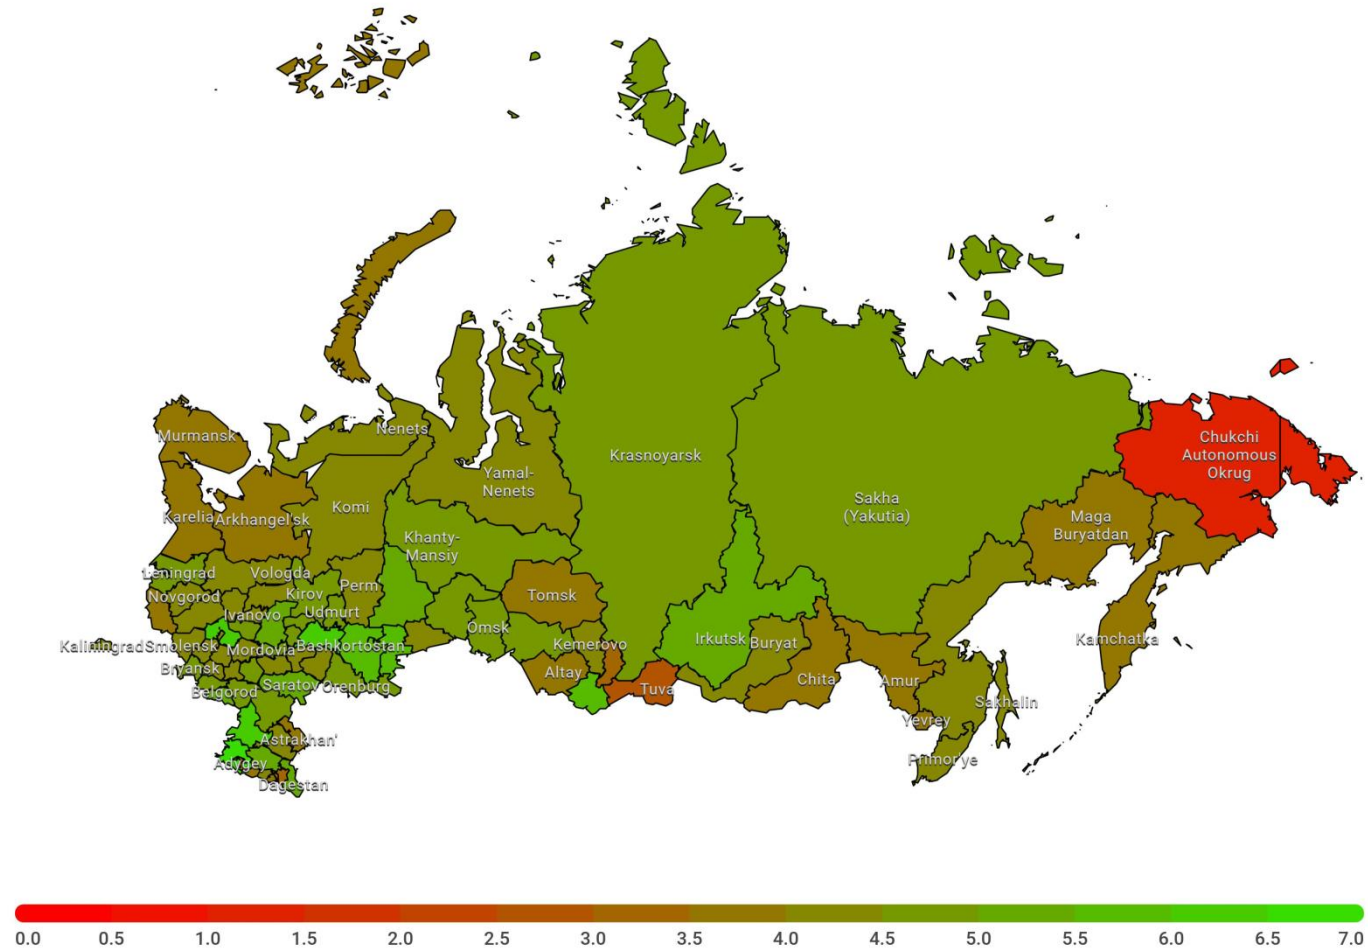 Murmansk
Nenets
Yamal-
Nenets
Krasnoyarsk
Chukchi
Autonomous
Okrug
Komi
Sakha
(Yakutia)
Karelia
Arkhangel'sk
Maga
Buryatdan
Khanty-
Mansiy
Leningrad
Vologda
Perm
Kirov
Novgorod
Tomsk
Udmurt
Ivanovo
Omsk
Irkutsk
Buryat
Kamchatka
Kaliningrad
Smolensk
Mordovia
Bashkortostan
Kemerovo
Bryansk
Altay
Chita
Amur
Saratov
Orenburg
Tuva
Belgorod
Sakhalin
Yevrey
Astrakhan'
Primor'ye
Adygey
Dagestan
0.0 0.5 1.0 1.5 2.0 2.5 3.0 3.5 4.0 4.5 5.0 5.5 6.0 6.5 7.0